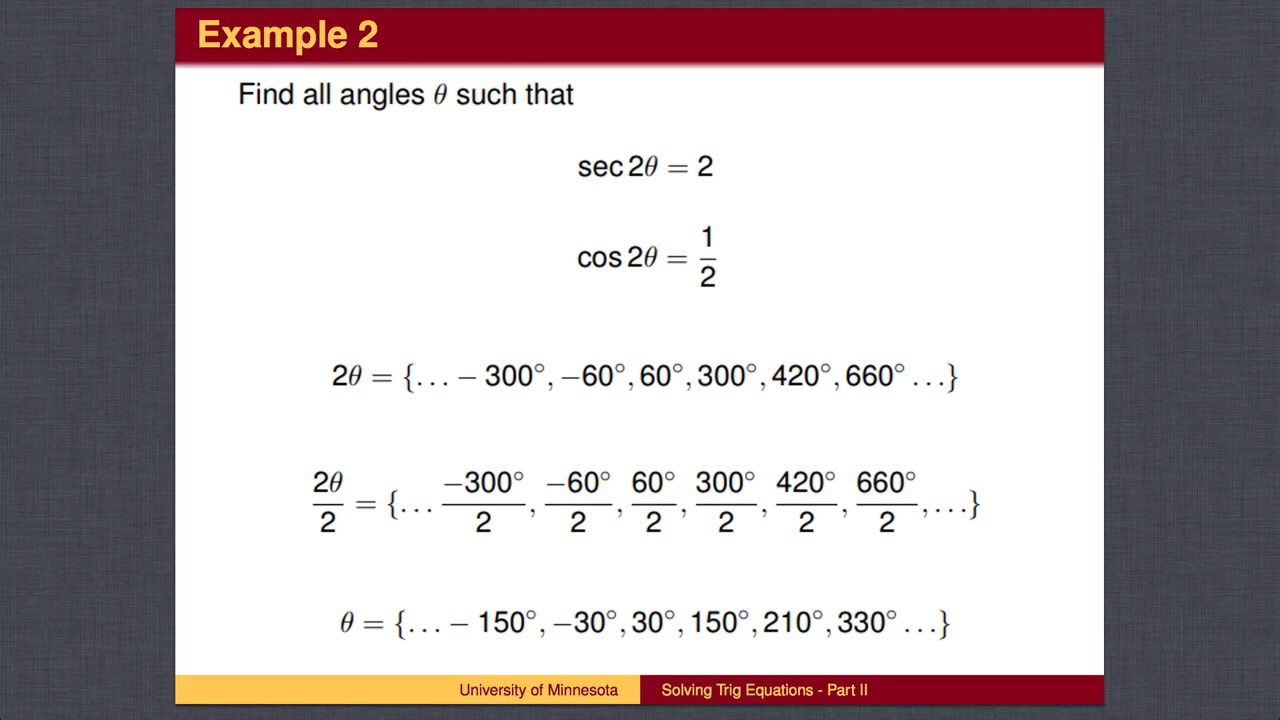 Example 2
Find all angles θ such that
sec 2θ = 2
cos 2θ = 1/2
2θ = {… − 300°, −60°, 60°, 300°, 420°, 660° …}
2θ/2 = {… −300°/2, −60°/2, 60°/2, 300°/2, 420°/2, 660°/2, …}
θ = {… − 150°, −30°, 30°, 150°, 210°, 330° …}
University of Minnesota Solving Trig Equations - Part II